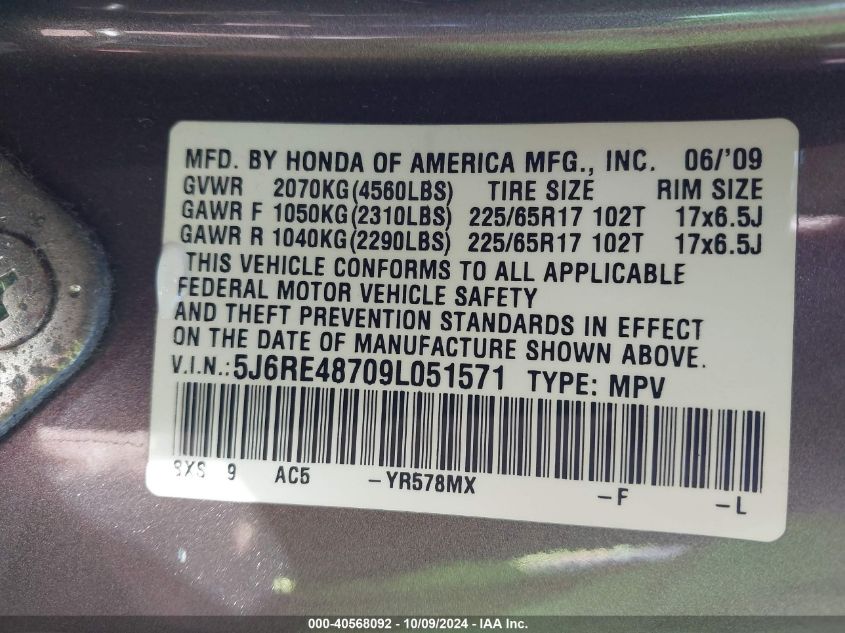 MFD. BY HONDA OF AMERICA MFG., INC. 06/'09
GVWR 2070KG(4560LBS) TIRE SIZE RIM SIZE
GAWR F 1050KG(2310LBS) 225/65R17 102T 17x6.5J
GAWR R 1040KG(2290LBS) 225/65R17 102T 17x6.5J
THIS VEHICLE CONFORMS TO ALL APPLICABLE
FEDERAL MOTOR VEHICLE SAFETY
AND THEFT PREVENTION STANDARDS IN EFFECT
ON THE DATE OF MANUFACTURE SHOWN ABOVE.
V.I.N.:5J6RE48709L051571 TYPE: MPV
SXS 9 AC5 -YR578MX -F -L
000-40568092 - 10/09/2024 - IAA Inc.